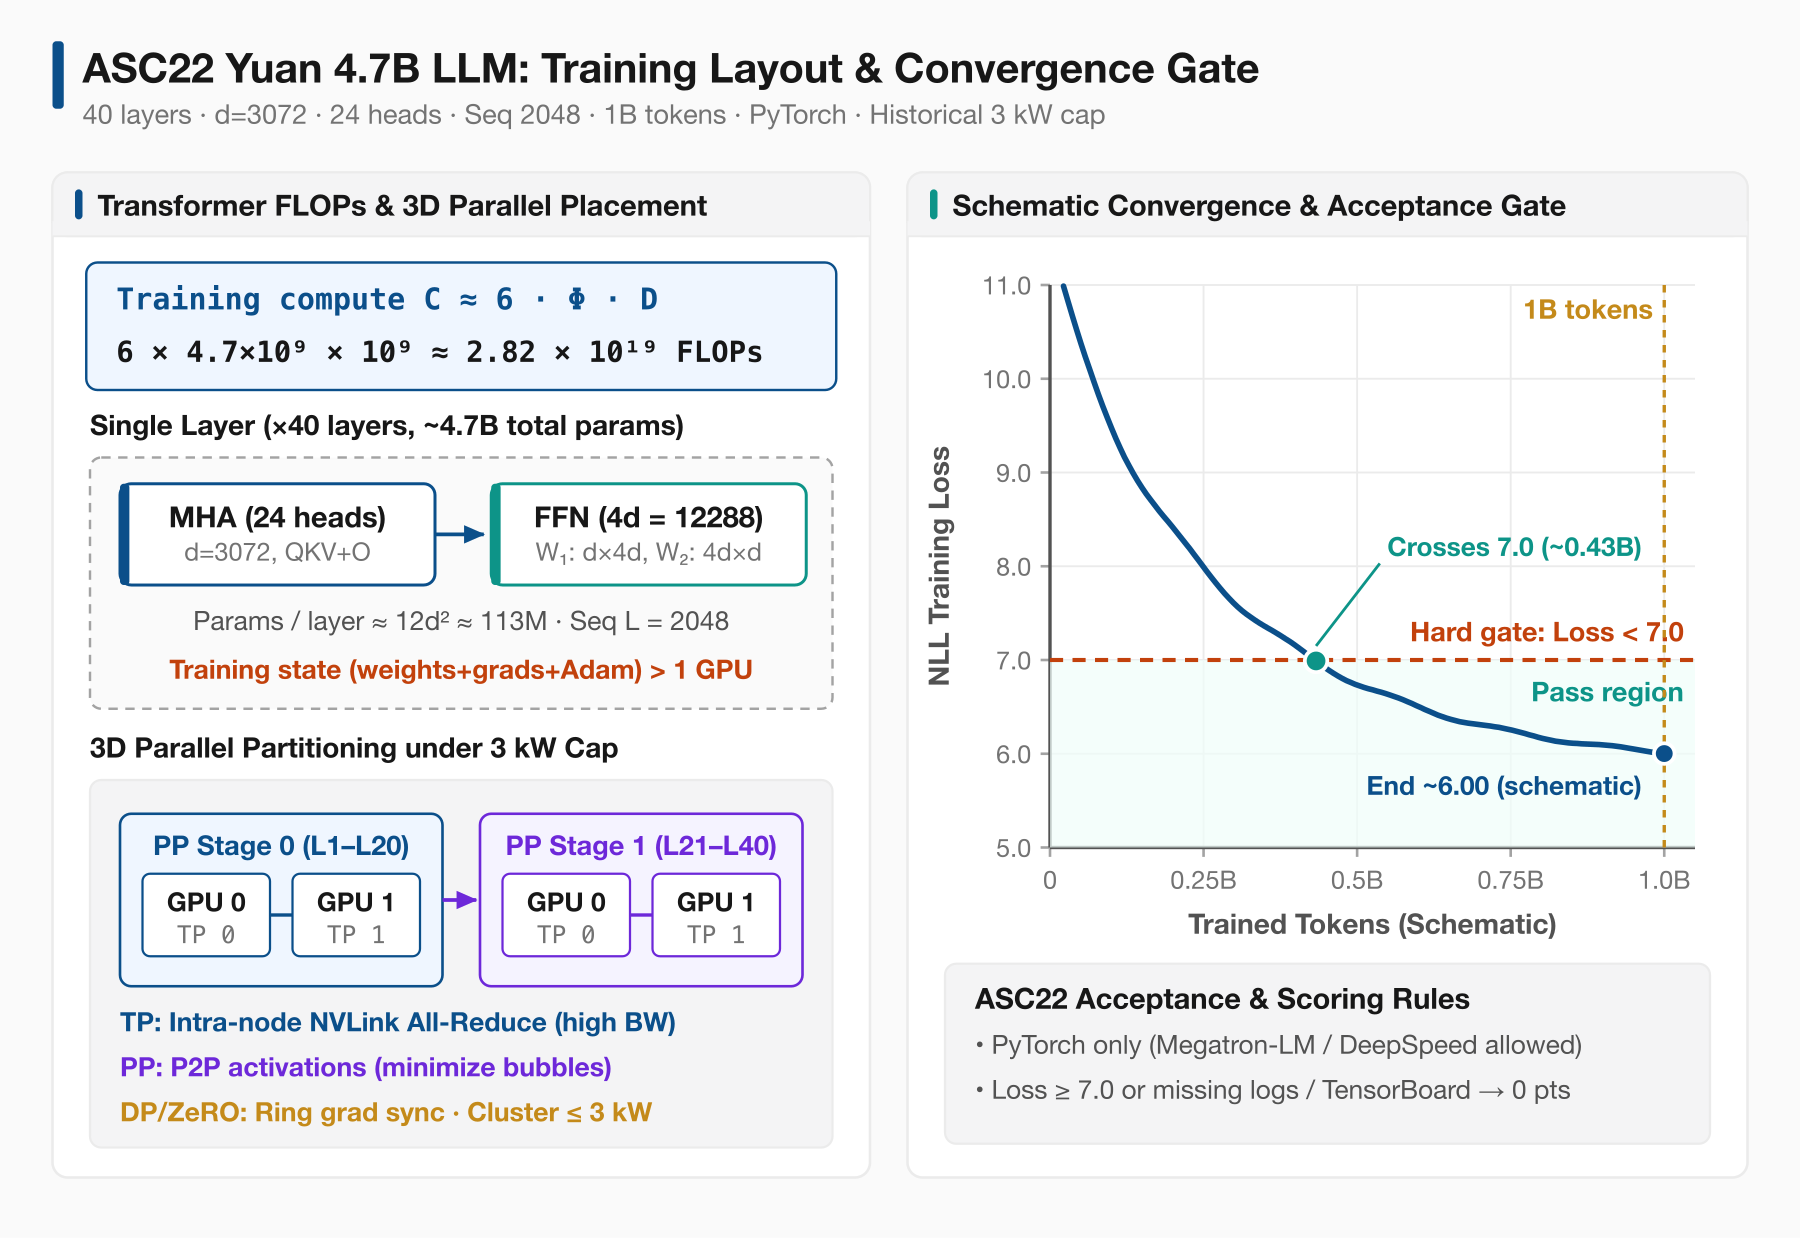 ASC22 Yuan 4.7B LLM: Training Layout & Convergence Gate
40 layers · d=3072 · 24 heads · Seq 2048 · 1B tokens · PyTorch · Historical 3 kW cap
Transformer FLOPs & 3D Parallel Placement
Training compute C ≈ 6 · Φ · D
6 × 4.7×10⁹ × 10⁹ ≈ 2.82 × 10¹⁹ FLOPs
Single Layer (×40 layers, ~4.7B total params)
MHA (24 heads)
d=3072, QKV+O
FFN (4d = 12288)
W₁: d×4d, W₂: 4d×d
Params / layer ≈ 12d² ≈ 113M · Seq L = 2048
Training state (weights+grads+Adam) > 1 GPU
3D Parallel Partitioning under 3 kW Cap
PP Stage 0 (L1–L20)
GPU 0
TP 0
GPU 1
TP 1
PP Stage 1 (L21–L40)
GPU 0
TP 0
GPU 1
TP 1
TP: Intra-node NVLink All-Reduce (high BW)
PP: P2P activations (minimize bubbles)
DP/ZeRO: Ring grad sync · Cluster ≤ 3 kW
Schematic Convergence & Acceptance Gate
NLL Training Loss
11.0
10.0
9.0
8.0
7.0
6.0
5.0
1B tokens
Crosses 7.0 (~0.43B)
Hard gate: Loss < 7.0
Pass region
End ~6.00 (schematic)
0
0.25B
0.5B
0.75B
1.0B
Trained Tokens (Schematic)
ASC22 Acceptance & Scoring Rules
• PyTorch only (Megatron-LM / DeepSpeed allowed)
• Loss ≥ 7.0 or missing logs / TensorBoard → 0 pts